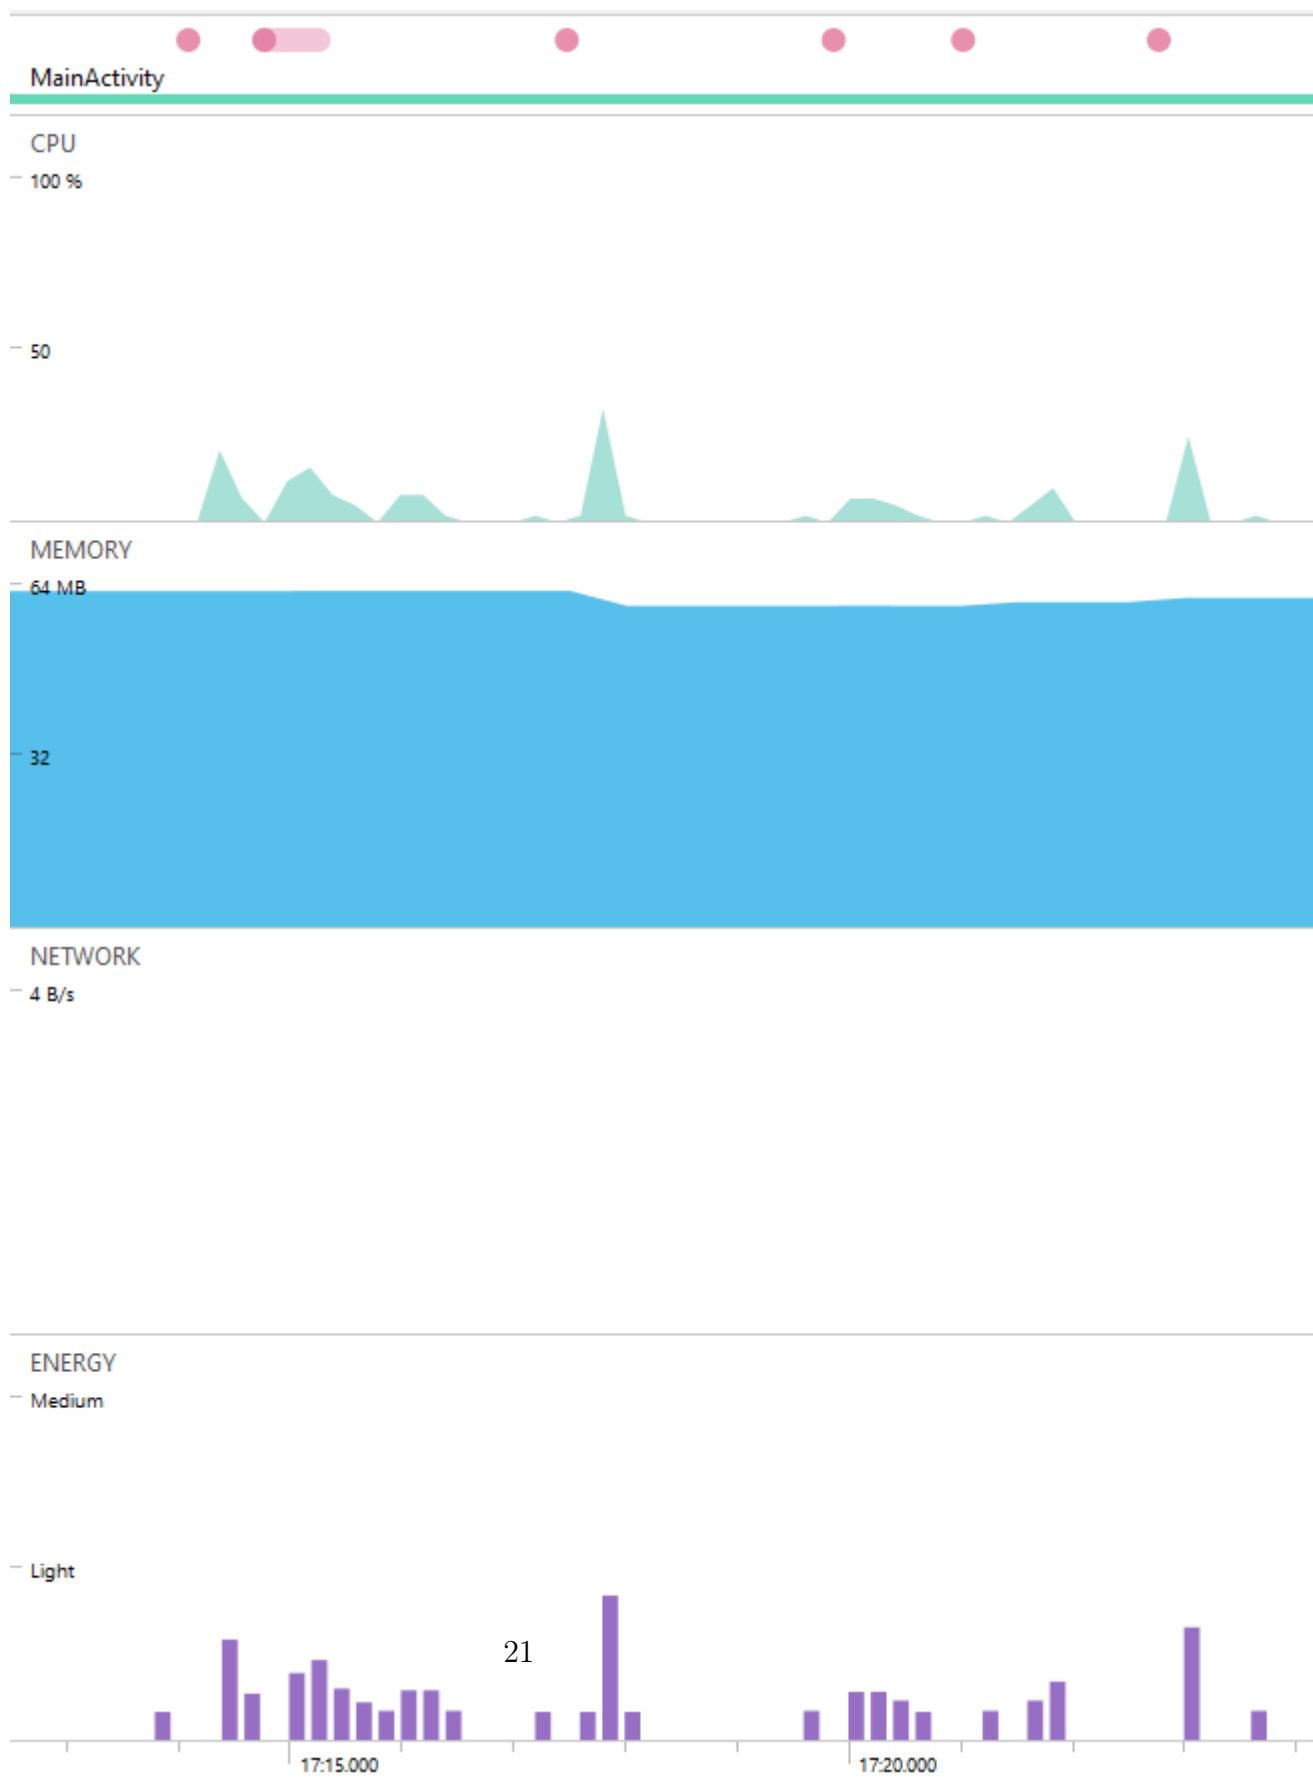 MainActivity
CPU
100 %
50
MEMORY
64 MB
32
NETWORK
4 B/s
ENERGY
Medium
Light
21
17:15.000
17:20.000